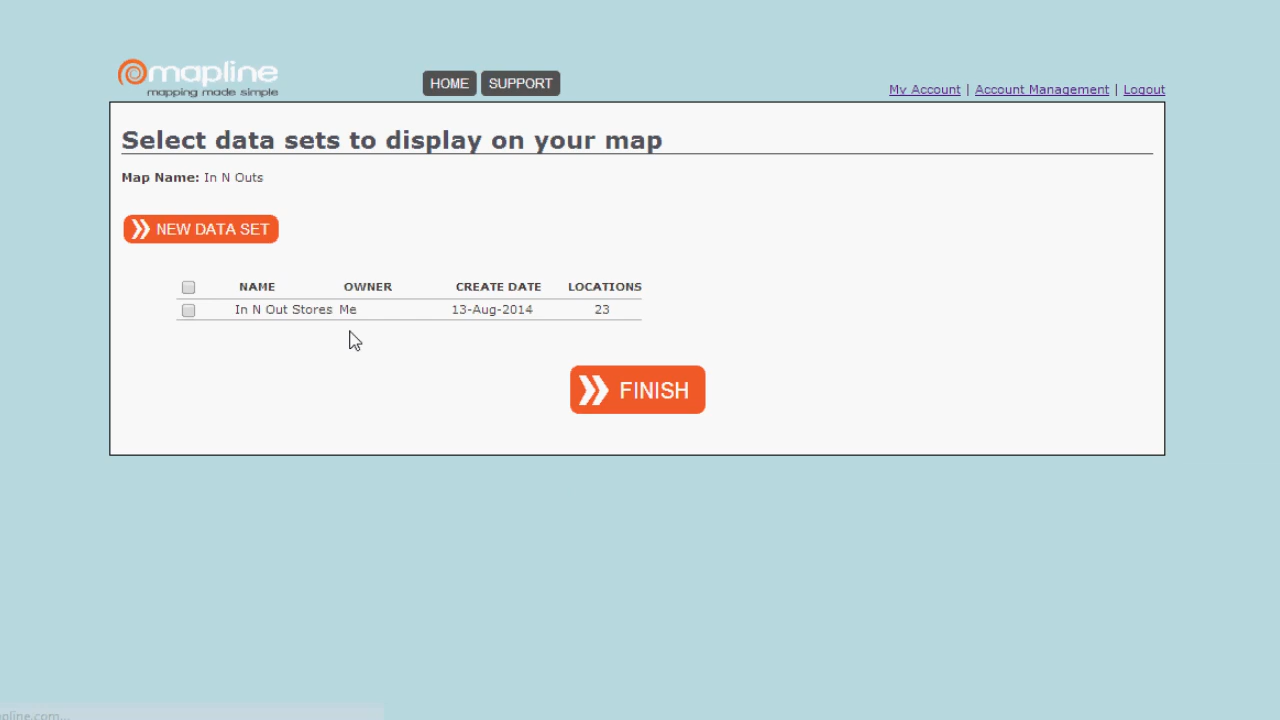 mapline
mapping made simple
HOME SUPPORT
My Account | Account Management | Logout
Select data sets to display on your map
Map Name: In N Outs
NEW DATA SET
NAME OWNER CREATE DATE LOCATIONS
In N Out Stores Me 13-Aug-2014 23
FINISH
pline.com...